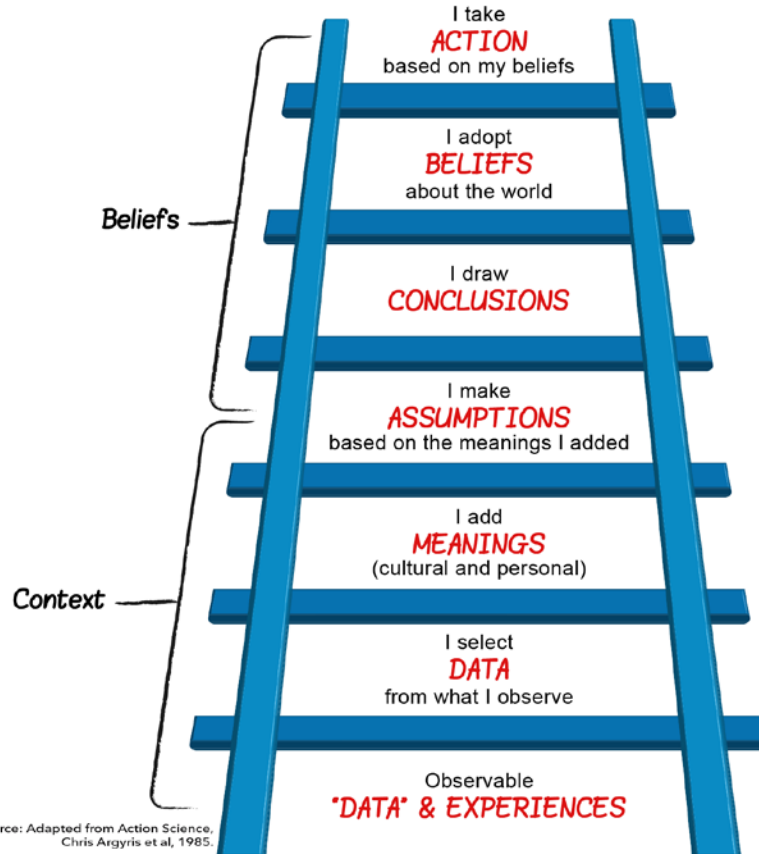 I take
ACTION
based on my beliefs
I adopt
BELIEFS
about the world
Beliefs
I draw
CONCLUSIONS
I make
ASSUMPTIONS
based on the meanings I added
I add
MEANINGS
(cultural and personal)
Context
I select
DATA
from what I observe
Observable
"DATA" & EXPERIENCES
rce: Adapted from Action Science,
Chris Argyris et al, 1985.